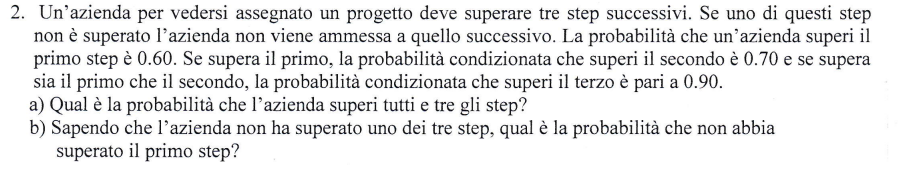 2. Un'azienda per vedersi assegnato un progetto deve superare tre step successivi. Se uno di questi step
non è superato l'azienda non viene ammessa a quello successivo. La probabilità che un'azienda superi il
primo step è 0.60. Se supera il primo, la probabilità condizionata che superi il secondo è 0.70 e se supera
sia il primo che il secondo, la probabilità condizionata che superi il terzo è pari a 0.90.
a) Qual è la probabilità che l'azienda superi tutti e tre gli step?
b) Sapendo che l'azienda non ha superato uno dei tre step, qual è la probabilità che non abbia
superato il primo step?